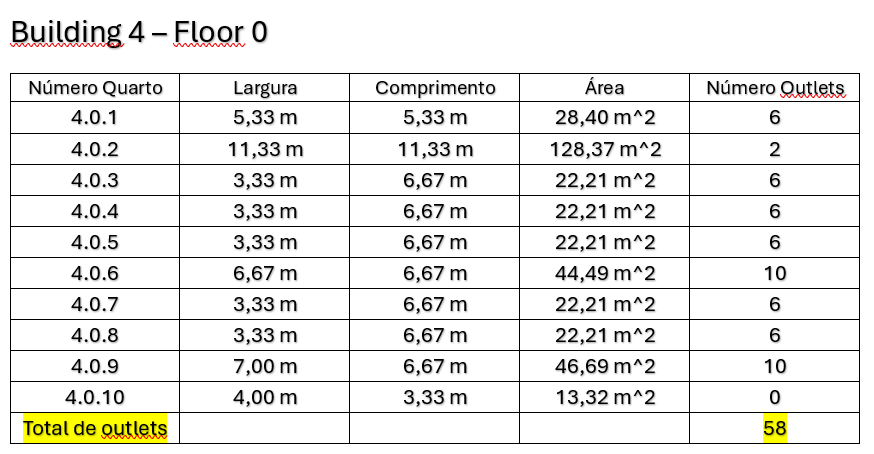 Building 4 – Floor 0
Número Quarto Largura Comprimento Área Número Outlets
4.0.1 5,33 m 5,33 m 28,40 m^2 6
4.0.2 11,33 m 11,33 m 128,37 m^2 2
4.0.3 3,33 m 6,67 m 22,21 m^2 6
4.0.4 3,33 m 6,67 m 22,21 m^2 6
4.0.5 3,33 m 6,67 m 22,21 m^2 6
4.0.6 6,67 m 6,67 m 44,49 m^2 10
4.0.7 3,33 m 6,67 m 22,21 m^2 6
4.0.8 3,33 m 6,67 m 22,21 m^2 6
4.0.9 7,00 m 6,67 m 46,69 m^2 10
4.0.10 4,00 m 3,33 m 13,32 m^2 0
Total de outlets 58